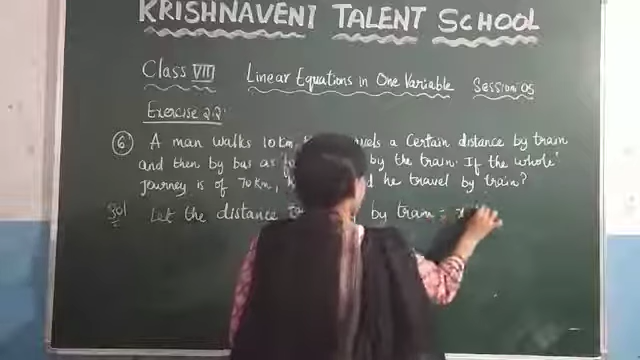 KRISHNAVENI TALENT SCHOOL
Class VIII Linear Equations in One Variable Session 05
Exercise 2.2
6 A man walks 10 Km, a Certain distance by train
and then by bus as by the train. If the whole
journey is of 70 Km, he travel by train?
Sol Let the distance by train = x